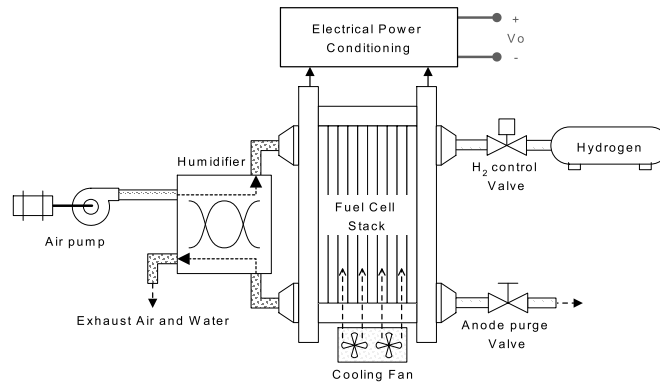 Electrical Power
Conditioning
+
Vo
-
Humidifier
Hydrogen
H2 control
Valve
Fuel Cell
Stack
Air pump
Exhaust Air and Water
Anode purge
Valve
Cooling Fan